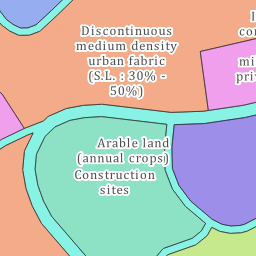 Discontinuous
medium density
urban fabric
(S.L. : 30% -
50%)
Arable land
(annual crops)
Construction
sites